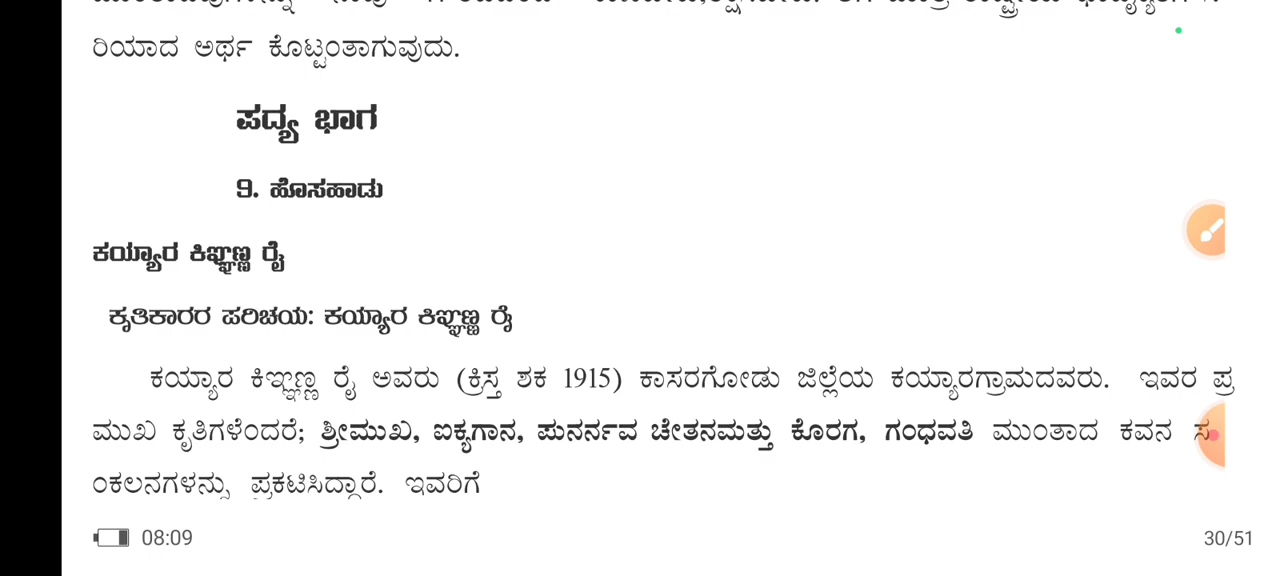 ರಿಯಾದ ಅರ್ಥ ಕೊಟ್ಟಂತಾಗುವುದು.
ಪದ್ಯ ಭಾಗ
೨. ಹೊಸಹಾಡು
ಕಯ್ಯಾರ ಕಿಞ್ಞಣ್ಣ ರೈ
ಕೃತಿಕಾರರ ಪರಿಚಯ: ಕಯ್ಯಾರ ಕಿಞ್ಞಣ್ಣ ರೈ
ಕಯ್ಯಾರ ಕಿಞ್ಞಣ್ಣ ರೈ ಅವರು (ಕ್ರಿಸ್ತ ಶಕ 1915) ಕಾಸರಗೋಡು ಜಿಲ್ಲೆಯ ಕಯ್ಯಾರಗ್ರಾಮದವರು. ಇವರ ಪ್ರ
ಮುಖ ಕೃತಿಗಳೆಂದರೆ; ಶ್ರೀಮುಖ, ಐಕ್ಯಗಾನ, ಪುನರ್ನವ ಚೇತನಮತ್ತು ಕೊರಗ, ಗಂಧವತಿ ಮುಂತಾದ ಕವನ ಸ
ಂಕಲನಗಳನ್ನು ಪ್ರಕಟಿಸಿದ್ದಾರೆ. ಇವರಿಗೆ
08:09
30/51